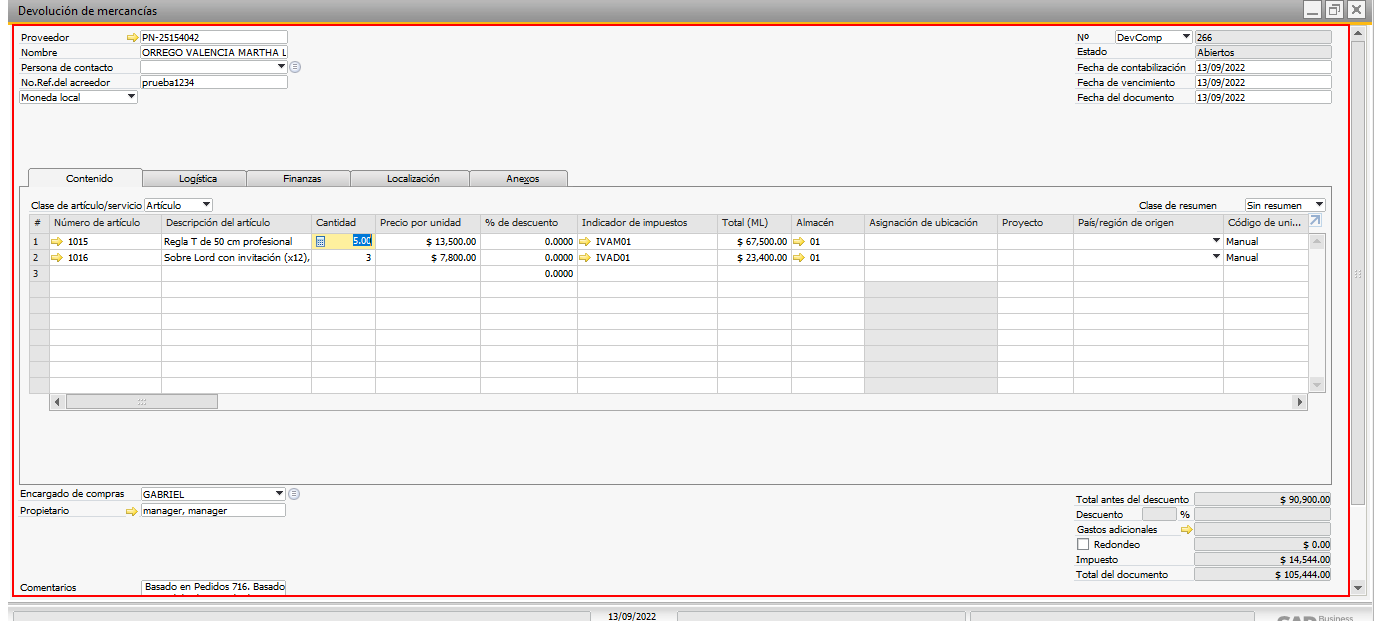 Devolución de mercancías
Proveedor PN-25154042
Nombre ORREGO VALENCIA MARTHA L
Persona de contacto
No.Ref.del acreedor prueba1234
Moneda local
Nº DevComp 266
Estado Abiertos
Fecha de contabilización 13/09/2022
Fecha de vencimiento 13/09/2022
Fecha del documento 13/09/2022
Contenido Logística Finanzas Localización Anexos
Clase de artículo/servicio Artículo Clase de resumen Sin resumen
# Número de artículo Descripción del artículo Cantidad Precio por unidad % de descuento Indicador de impuestos Total (ML) Almacén Asignación de ubicación Proyecto País/región de origen Código de uni...
1 1015 Regla T de 50 cm profesional 5.00 $ 13,500.00 0.0000 IVAM01 $ 67,500.00 01 Manual
2 1016 Sobre Lord con invitación (x12), 3 $ 7,800.00 0.0000 IVAD01 $ 23,400.00 01 Manual
3 0.0000
Encargado de compras GABRIEL
Propietario manager, manager
Total antes del descuento $ 90,900.00
Descuento %
Gastos adicionales
Redondeo $ 0.00
Impuesto $ 14,544.00
Total del documento $ 105,444.00
Comentarios Basado en Pedidos 716. Basado
13/09/2022
SAP Business